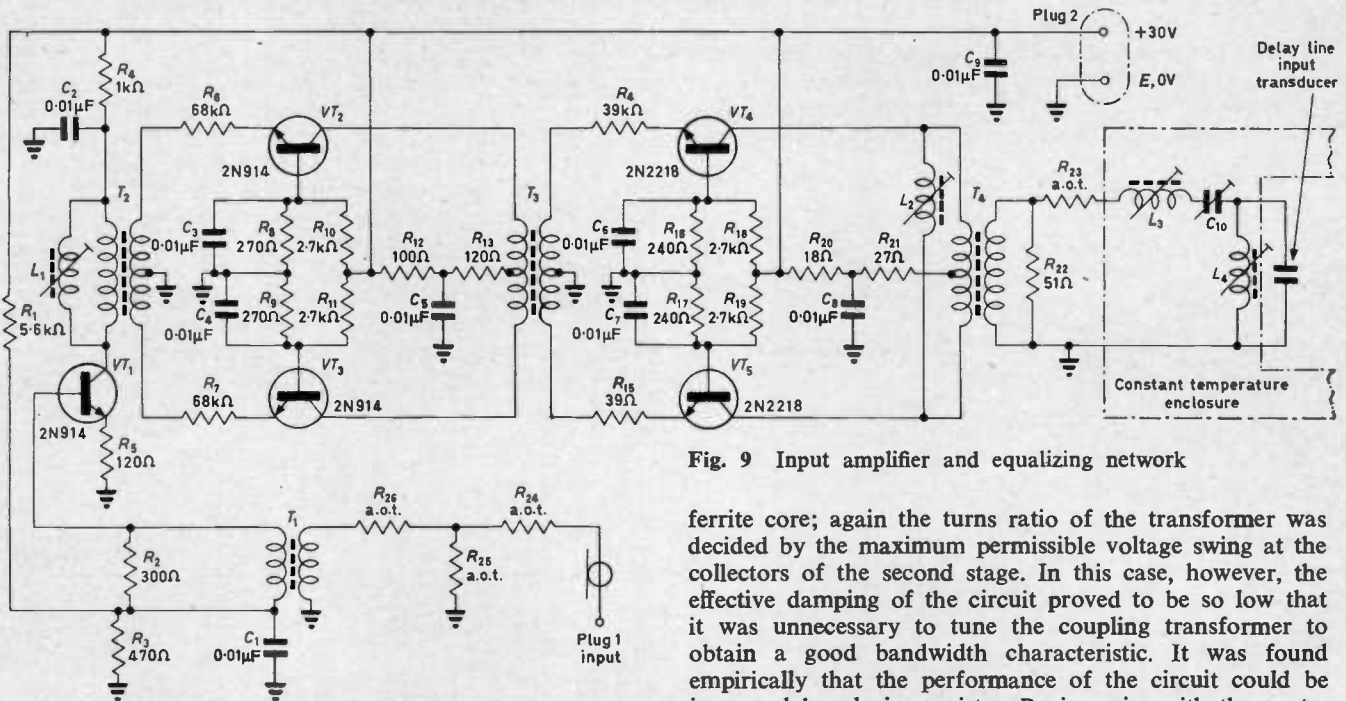 Plug 2
+30V
E,0V
C9
0·01μF
Delay line
input
transducer
R4
1kΩ
C2
0·01μF
R6
68kΩ
VT2
2N914
R4
39kΩ
VT4
2N2218
T2
T3
T4
L1
L2
R23
a.o.t.
L3
C10
L4
C3
0·01μF
R8
270Ω
R10
2·7kΩ
R12
100Ω
R13
120Ω
C6
0·01μF
R16
240Ω
R18
2·7kΩ
R20
18Ω
R21
27Ω
R22
51Ω
R1
5·6kΩ
C4
0·01μF
R9
270Ω
R11
2·7kΩ
C5
0·01μF
C7
0·01μF
R17
240Ω
R19
2·7kΩ
C8
0·01μF
VT1
2N914
R7
68kΩ
VT3
2N914
R15
39Ω
VT5
2N2218
Constant temperature
enclosure
R5
120Ω
Fig. 9 Input amplifier and equalizing network
T1
R26
a.o.t.
R24
a.o.t.
R2
300Ω
R25
a.o.t.
R3
470Ω
C1
0·01μF
Plug 1
input
ferrite core; again the turns ratio of the transformer was
decided by the maximum permissible voltage swing at the
collectors of the second stage. In this case, however, the
effective damping of the circuit proved to be so low that
it was unnecessary to tune the coupling transformer to
obtain a good bandwidth characteristic. It was found
empirically that the performance of the circuit could be